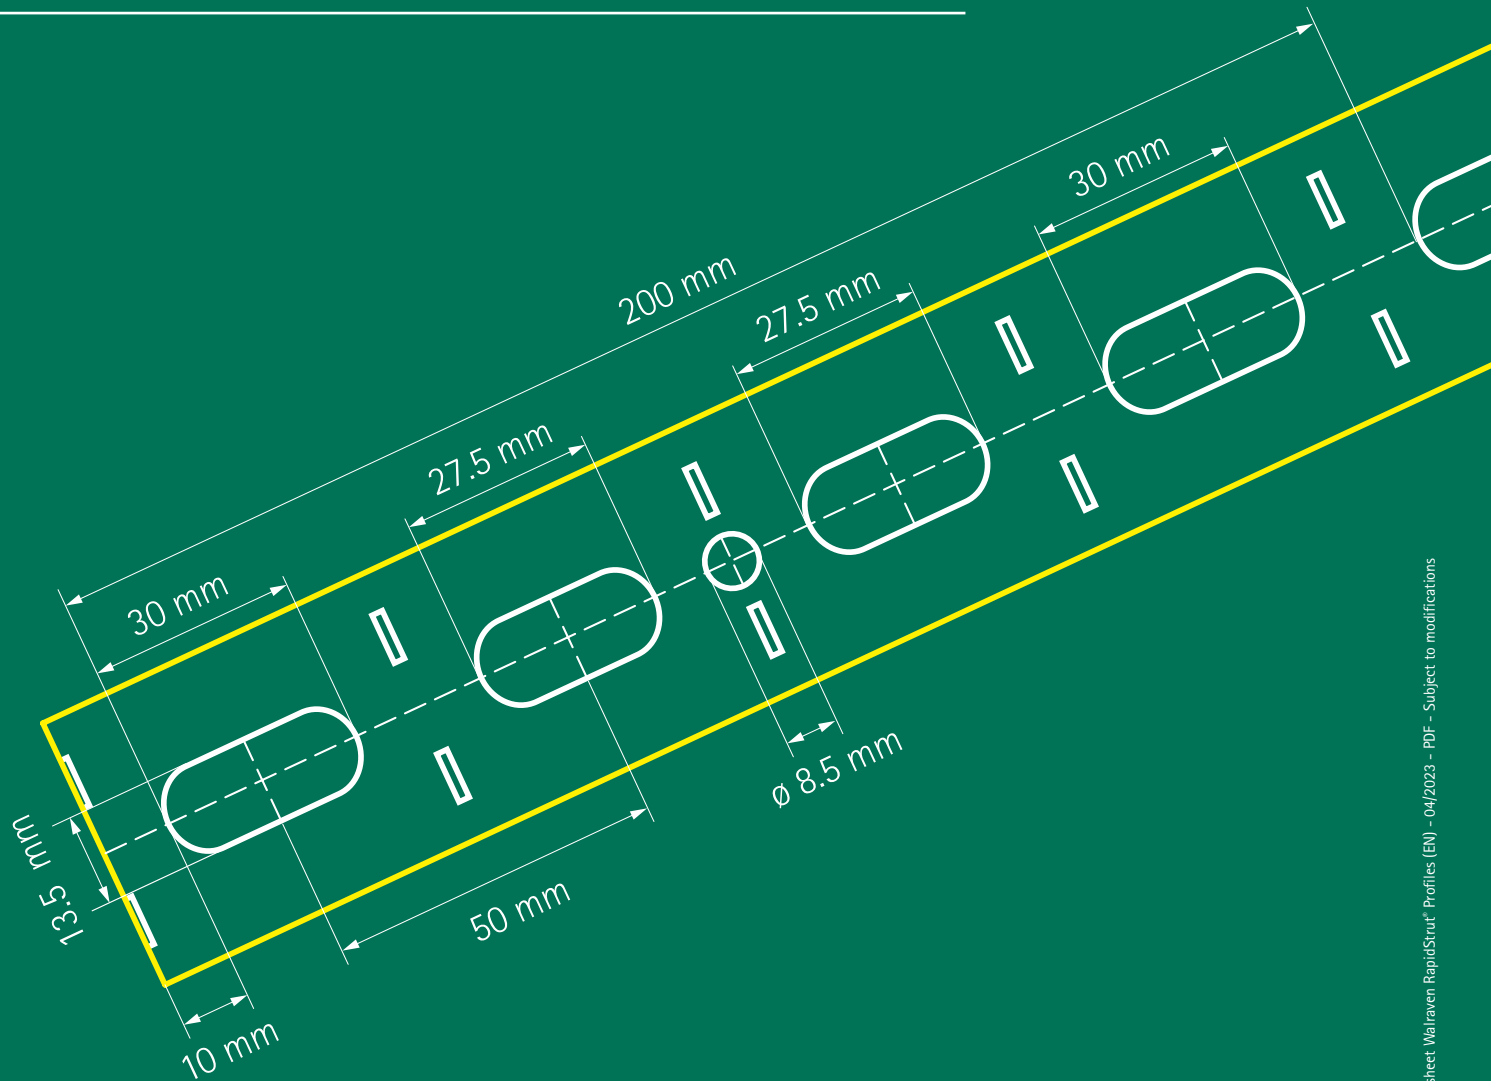 200 mm
30 mm
27.5 mm
27.5 mm
30 mm
ø 8.5 mm
13.5 mm
50 mm
10 mm
sheet Walraven RapidStrut® Profiles (EN) – 04/2023 – PDF – Subject to modifications